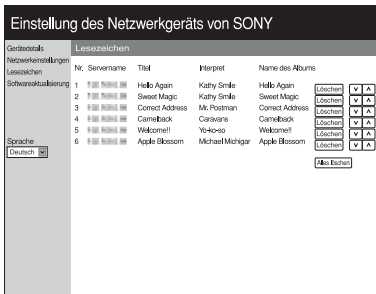 Einstellung des Netzwerkgeräts von SONY
Gerätedetails
Netzwerkeinstellungen
Lesezeichen
Softwareaktualisierung
Sprache
Deutsch
Lesezeichen
Nr. Servername Titel Interpret Name des Albums
1 Hello Again Kathy Smile Hello Again Löschen v ʌ
2 Sweet Magic Kathy Smile Sweet Magic Löschen v ʌ
3 Correct Address Mr. Postman Correct Address Löschen v ʌ
4 Camelback Caravans Camelback Löschen v ʌ
5 Welcome!! Yo-ko-so Welcome!! Löschen v ʌ
6 Apple Blossom Michael Michigar Apple Blossom Löschen v ʌ
Alles löschen